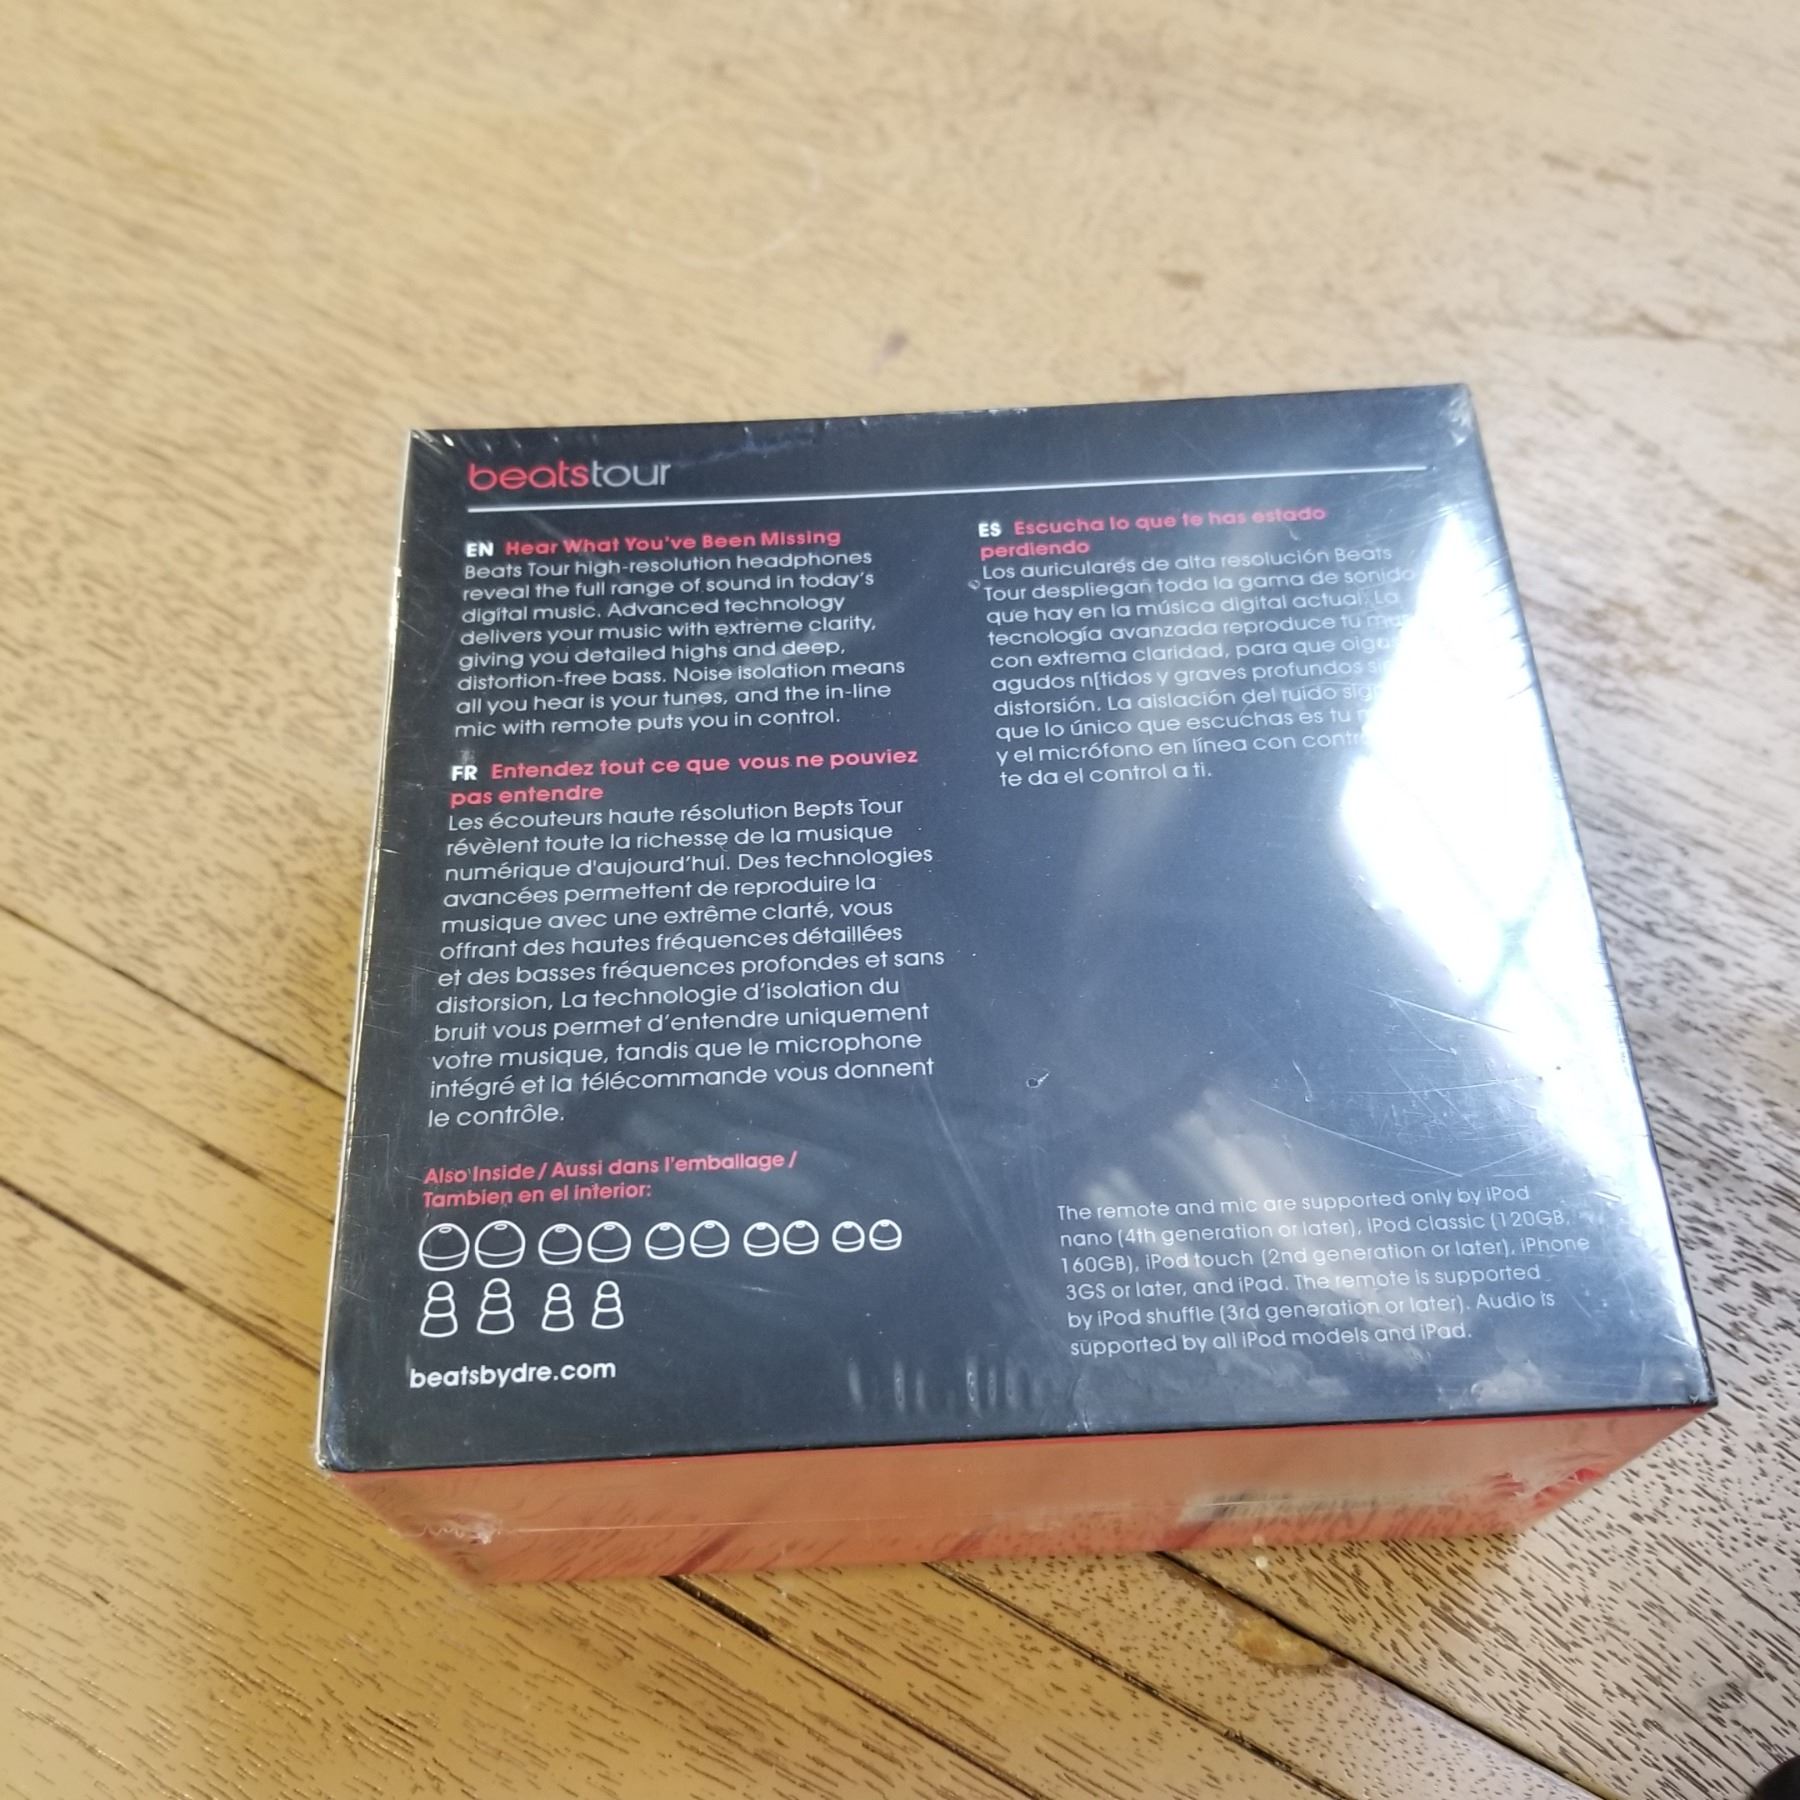 beatstour
EN Hear What You've Been Missing
Beats Tour high-resolution headphones
reveal the full range of sound in today's
digital music. Advanced technology
delivers your music with extreme clarity,
giving you detailed highs and deep,
distortion-free bass. Noise isolation means
all you hear is your tunes, and the in-line
mic with remote puts you in control.
FR Entendez tout ce que vous ne pouviez
pas entendre
Les écouteurs haute résolution Bepts Tour
révèlent toute la richesse de la musique
numérique d'aujourd'hui. Des technologies
avancées permettent de reproduire la
musique avec une extrême clarté, vous
offrant des hautes fréquences détaillées
et des basses fréquences profondes et sans
distorsion, La technologie d'isolation du
bruit vous permet d'entendre uniquement
votre musique, tandis que le microphone
intégré et la télécommande vous donnent
le contrôle.
ES Escucha lo que te has estado
perdiendo
Los auriculares de alta resolución Beats
Tour despliegan toda la gama de sonido
que hay en la música digital actual. La
tecnología avanzada reproduce tu
con extrema claridad, para que
agudos n[tidos y graves profundos
distorsión. La aislación del ruido
que lo único que escuchas es tu
y el micrófono en línea con
te da el control a ti.
Also Inside / Aussi dans l'emballage /
Tambien en el interior:
beatsbydre.com
The remote and mic are supported only by iPod
nano (4th generation or later), iPod classic (120GB,
160GB), iPod touch (2nd generation or later), iPhone
3GS or later, and iPad. The remote is supported
by iPod shuffle (3rd generation or later). Audio is
supported by all iPod models and iPad.